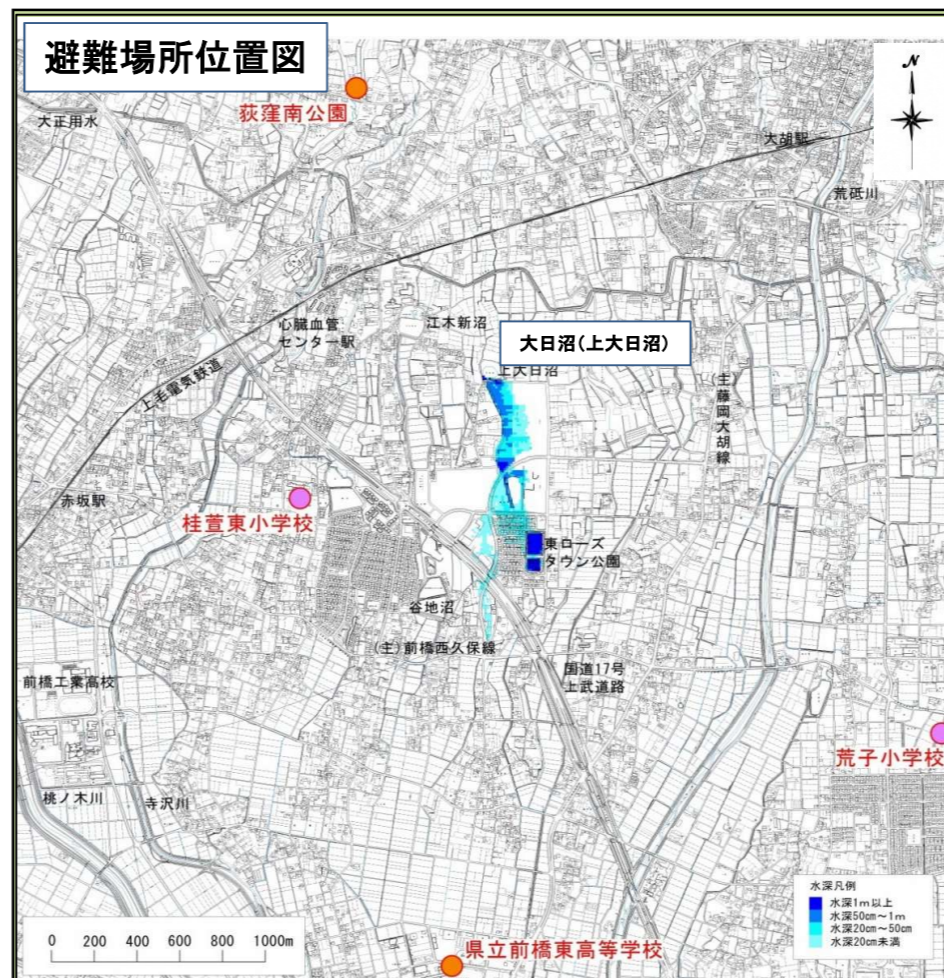 避難場所位置図
N
荻窪南公園
大正用水
大胡駅
荒砥川
心臓血管
センター駅
江木新沼
大日沼(上大日沼)
上大日沼
上毛電気鉄道
(主)藤岡大胡線
赤坂駅
桂萱東小学校
東ローズ
タウン公園
谷地沼
(主)前橋西久保線
前橋工業高校
国道17号
上武道路
荒子小学校
桃ノ木川
寺沢川
水深凡例
水深1m以上
水深50cm~1m
水深20cm~50cm
水深20cm未満
0 200 400 600 800 1000m
県立前橋東高等学校